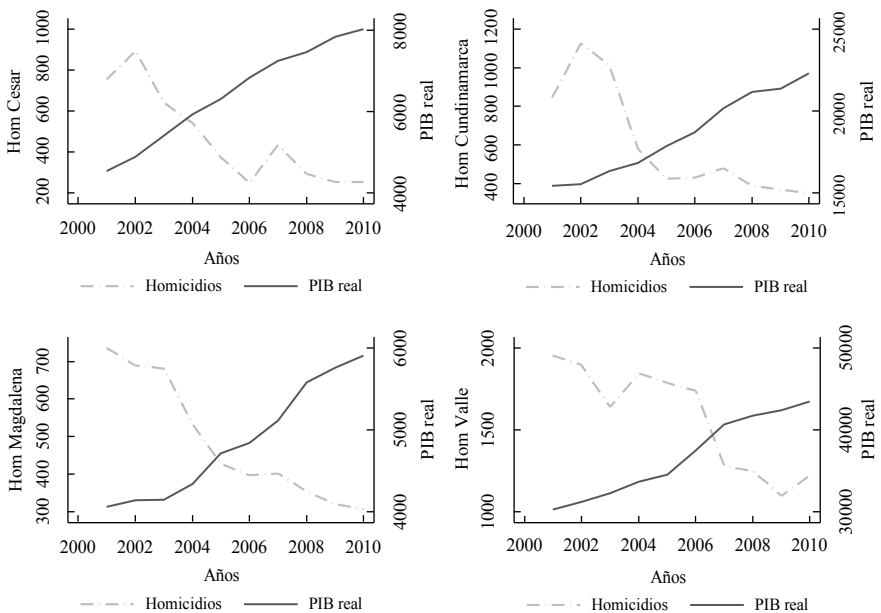 Hom Cesar
200 400 600 800 1000
4000 6000 8000
PIB real
2000 2002 2004 2006 2008 2010
Años
Homicidios PIB real
Hom Cundinamarca
400 600 800 1000 1200
15000 20000 25000
PIB real
2000 2002 2004 2006 2008 2010
Años
Homicidios PIB real
Hom Magdalena
300 400 500 600 700
4000 5000 6000
PIB real
2000 2002 2004 2006 2008 2010
Años
Homicidios PIB real
Hom Valle
1000 1500 2000
30000 40000 50000
PIB real
2000 2002 2004 2006 2008 2010
Años
Homicidios PIB real